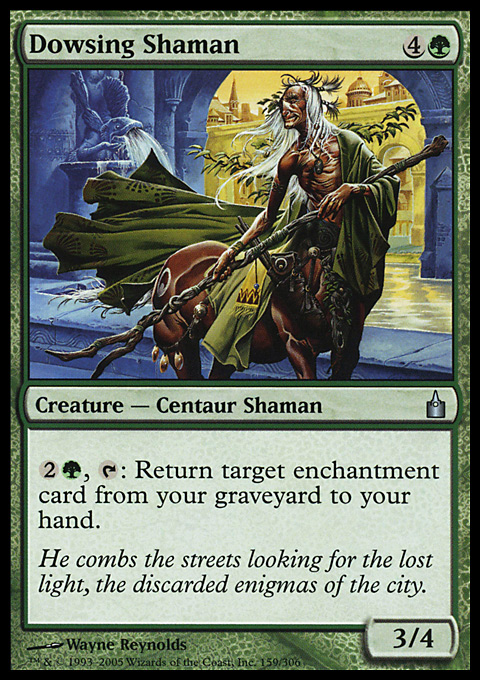 Dowsing Shaman 4
Creature — Centaur Shaman
2, : Return target enchantment
card from your graveyard to your
hand.
He combs the streets looking for the lost
light, the discarded enigmas of the city.
Wayne Reynolds
™ & 1993–2005 Wizards of the Coast, Inc. 159/306
3/4